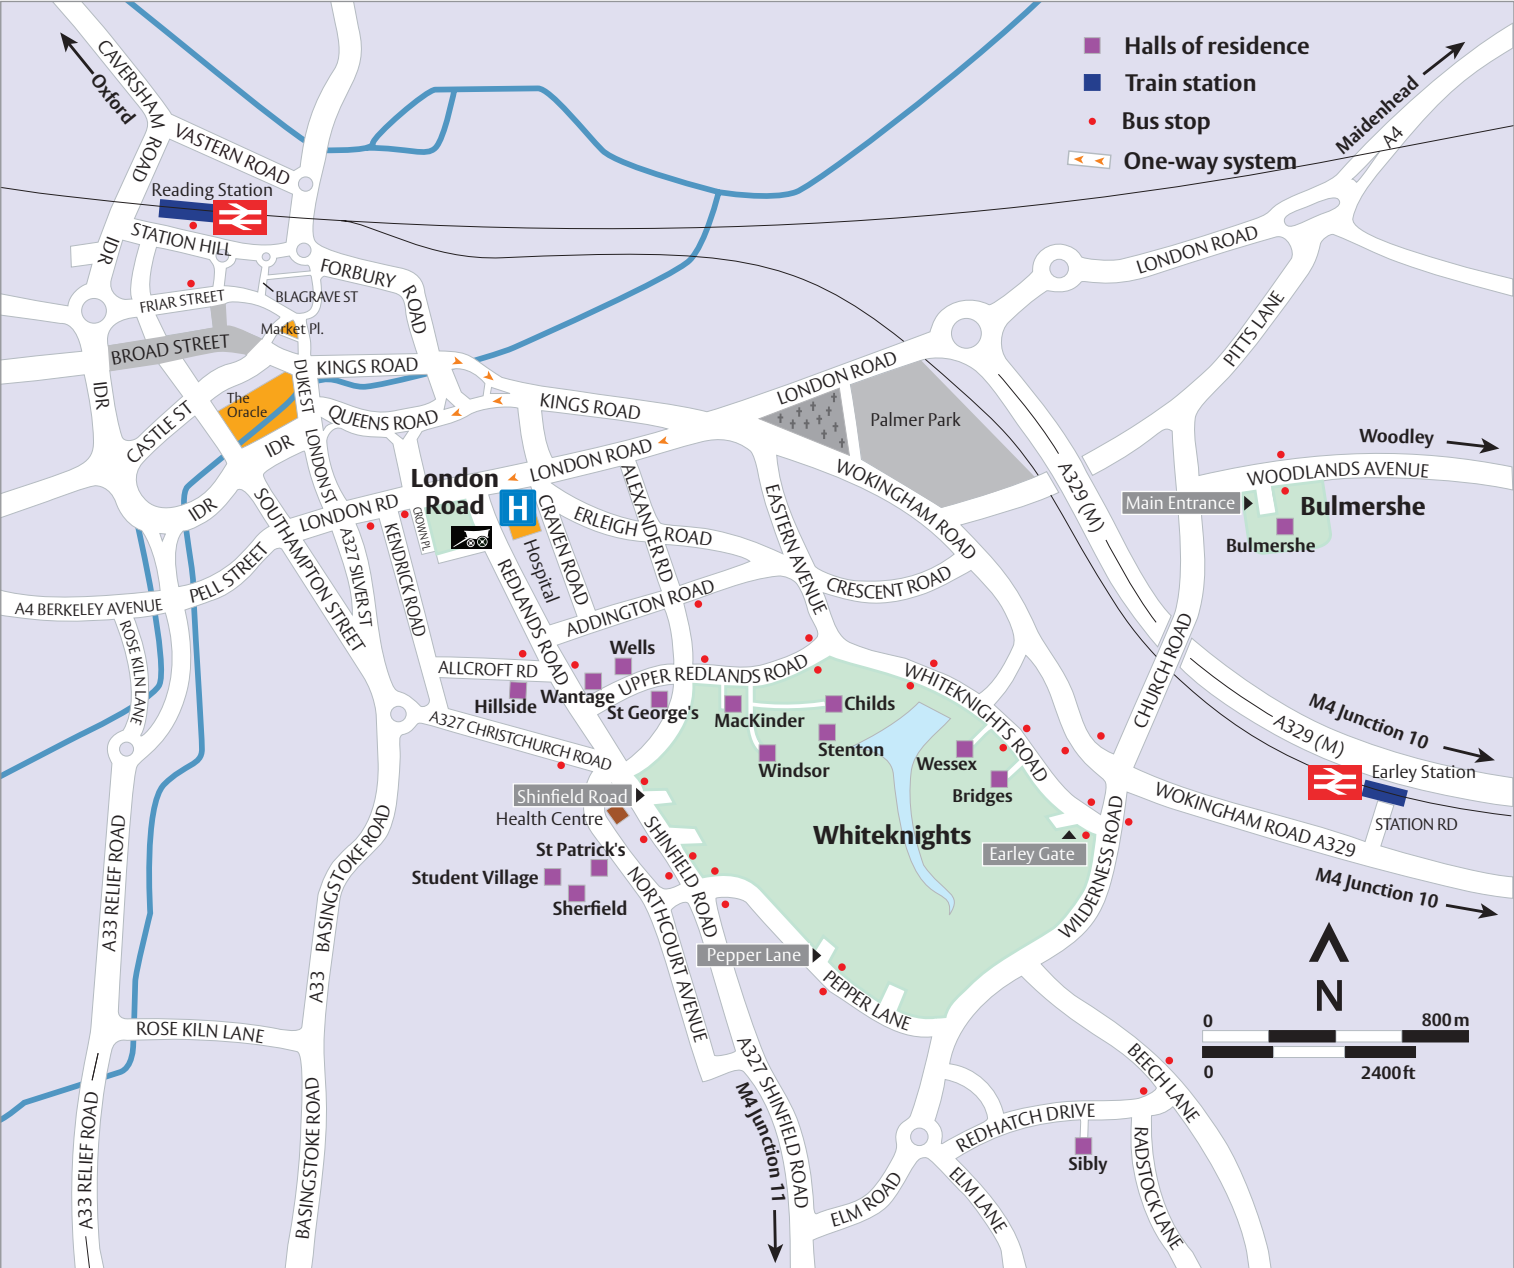 Halls of residence
Train station
Bus stop
One-way system
Oxford
CAVERSHAM ROAD
VASTERN ROAD
Maidenhead
A4
Reading Station
STATION HILL
IDR
FORBURY ROAD
LONDON ROAD
FRIAR STREET
BLAGRAVE ST
Market Pl.
BROAD STREET
PITTS LANE
KINGS ROAD
DUKE ST
IDR
The
Oracle
CASTLE ST
QUEENS ROAD
KINGS ROAD
LONDON ROAD
Palmer Park
IDR
LONDON ST
London
Road
LONDON ROAD
WOKINGHAM ROAD
A329 (M)
Woodley
WOODLANDS AVENUE
Main Entrance
Bulmershe
Bulmershe
IDR
SOUTHAMPTON STREET
LONDON RD
CROWN PL
H
Hospital
CRAVEN ROAD
ERLEIGH ROAD
ALEXANDER RD
EASTERN AVENUE
A327 SILVER ST
KENDRICK ROAD
REDLANDS ROAD
PELL STREET
A4 BERKELEY AVENUE
ADDINGTON ROAD
CRESCENT ROAD
ROSE KILN LANE
CHURCH ROAD
ALLCROFT RD
Wells
Wantage
UPPER REDLANDS ROAD
WHITEKNIGHTS ROAD
Hillside
St George's
MacKinder
Childs
Stenton
Windsor
Wessex
Bridges
A327 CHRISTCHURCH ROAD
M4 Junction 10
A329 (M)
Earley Station
STATION RD
WOKINGHAM ROAD A329
M4 Junction 10
Shinfield Road
Health Centre
Whiteknights
Earley Gate
WILDERNESS ROAD
SHINFIELD ROAD
St Patrick's
Student Village
Sherfield
NORTHCOURT AVENUE
A33 RELIEF ROAD
BASINGSTOKE ROAD
A33
Pepper Lane
PEPPER LANE
N
0
800 m
0
2400 ft
ROSE KILN LANE
A327 SHINFIELD ROAD
M4 Junction 11
BEECH LANE
REDHATCH DRIVE
Sibly
RADSTOCK LANE
A33 RELIEF ROAD
BASINGSTOKE ROAD
ELM ROAD
ELM LANE